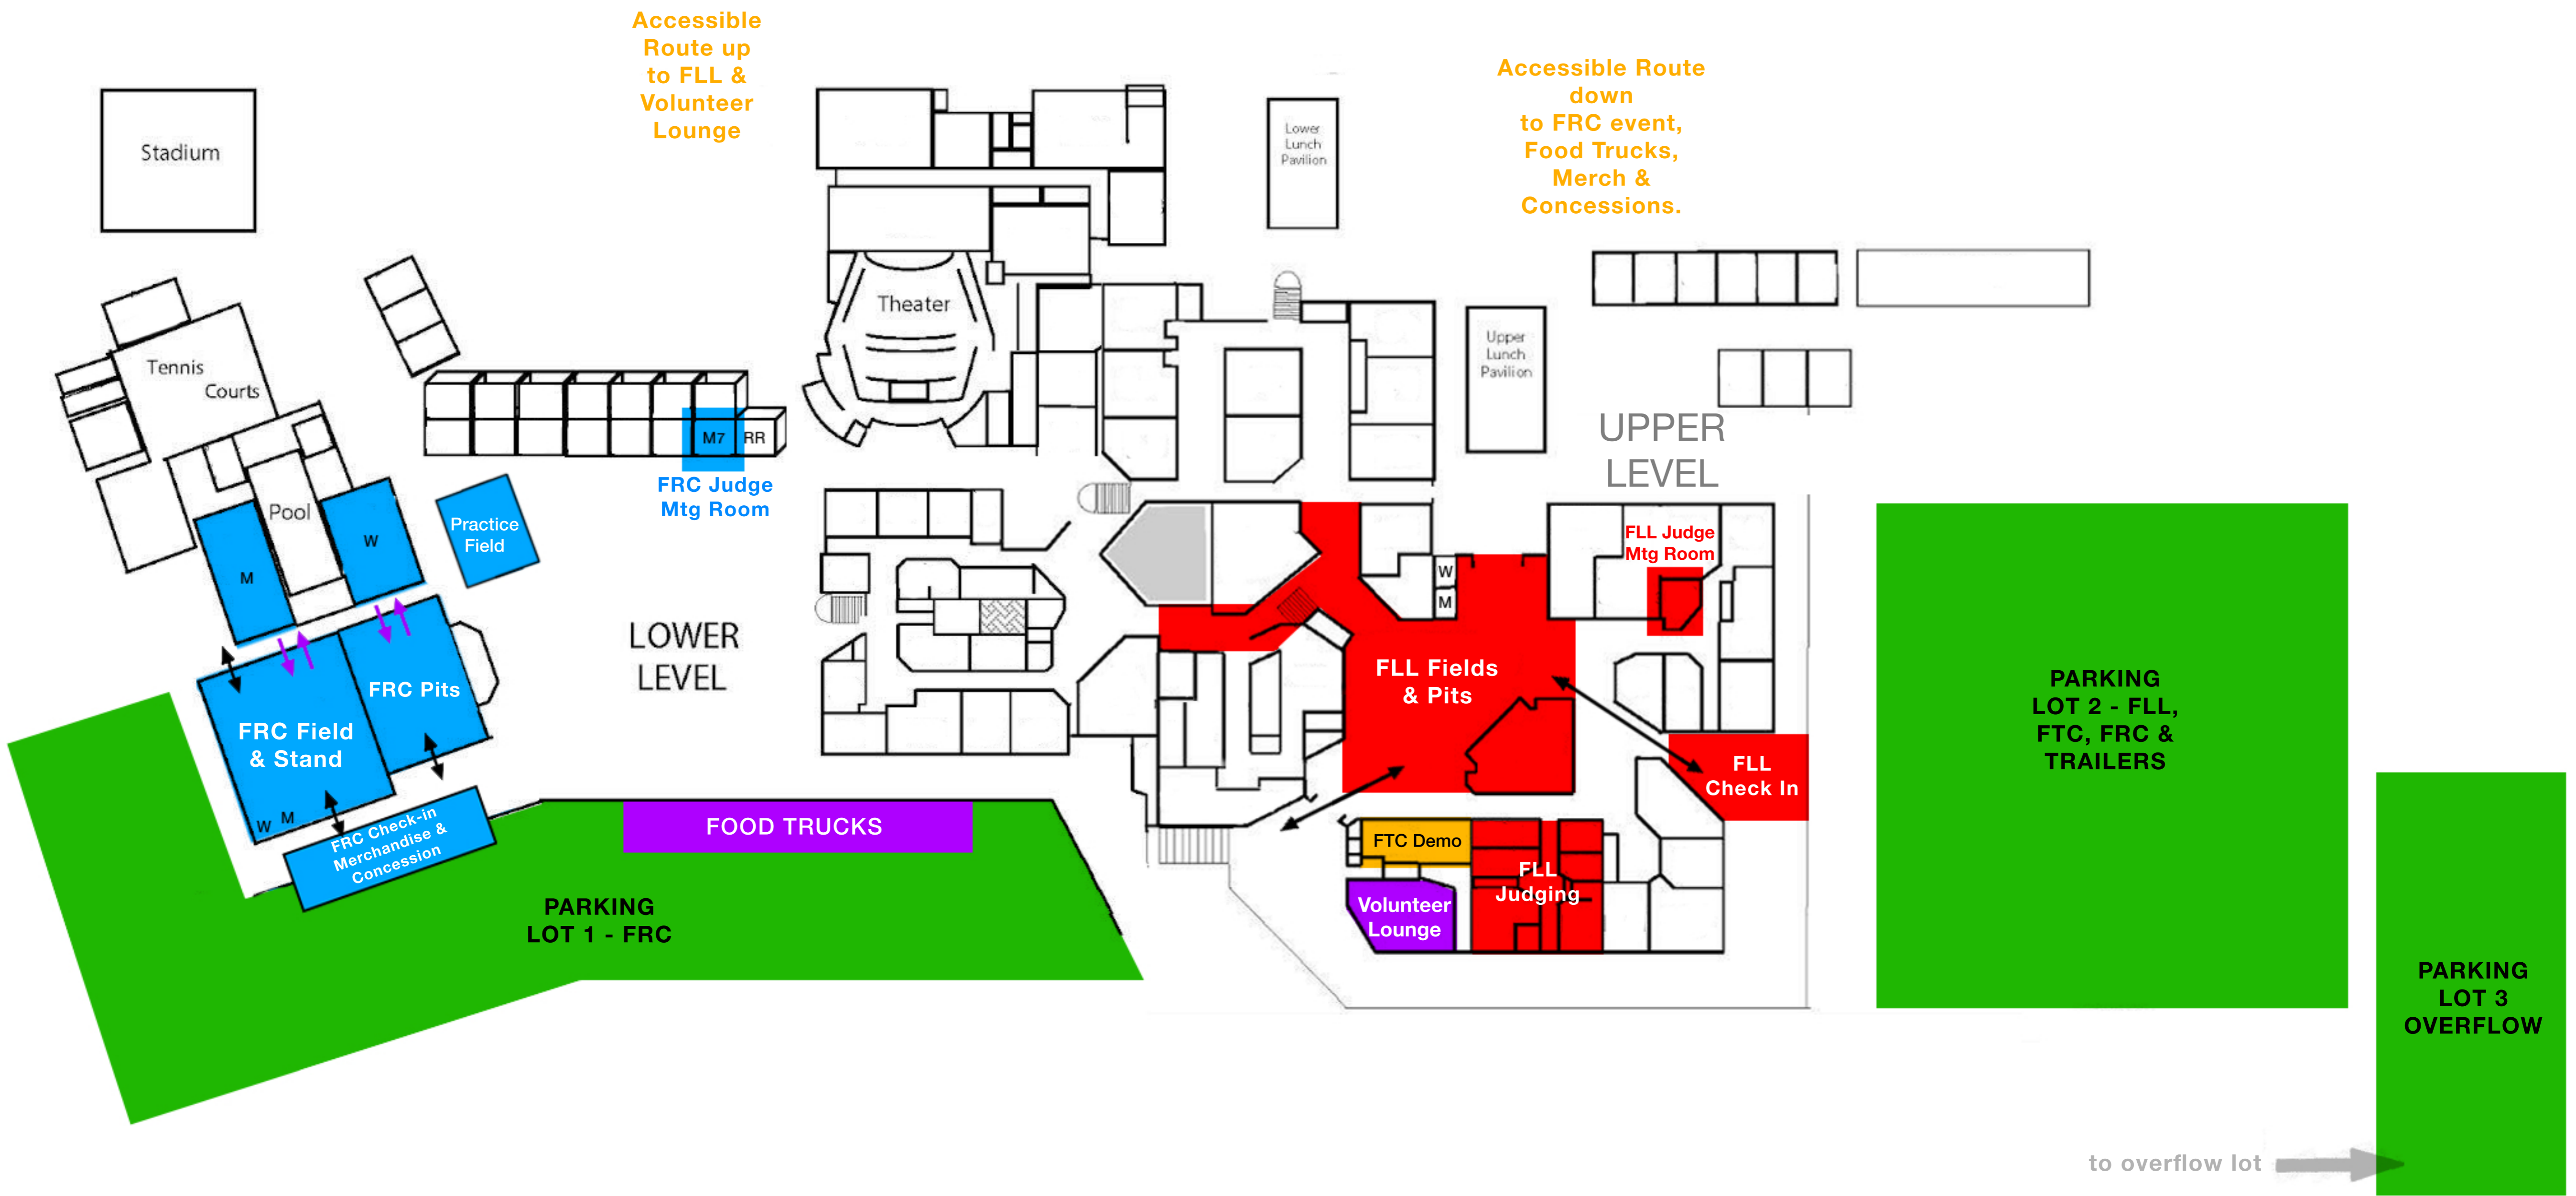 Accessible
Route up
to FLL &
Volunteer
Lounge
Accessible Route
down
to FRC event,
Food Trucks,
Merch &
Concessions.
Stadium
Lower
Lunch
Pavilion
Theater
Upper
Lunch
Pavilion
Tennis
Courts
UPPER
LEVEL
M7
RR
FRC Judge
Mtg Room
Pool
Practice
Field
W
M
FLL Judge
Mtg Room
W
M
LOWER
LEVEL
FRC Pits
FRC Field
& Stand
FLL Fields
& Pits
PARKING
LOT 2 - FLL,
FTC, FRC &
TRAILERS
FLL
Check In
W
M
FRC Check-in
Merchandise &
Concession
FOOD TRUCKS
FTC Demo
FLL
Judging
Volunteer
Lounge
PARKING
LOT 1 - FRC
PARKING
LOT 3
OVERFLOW
to overflow lot